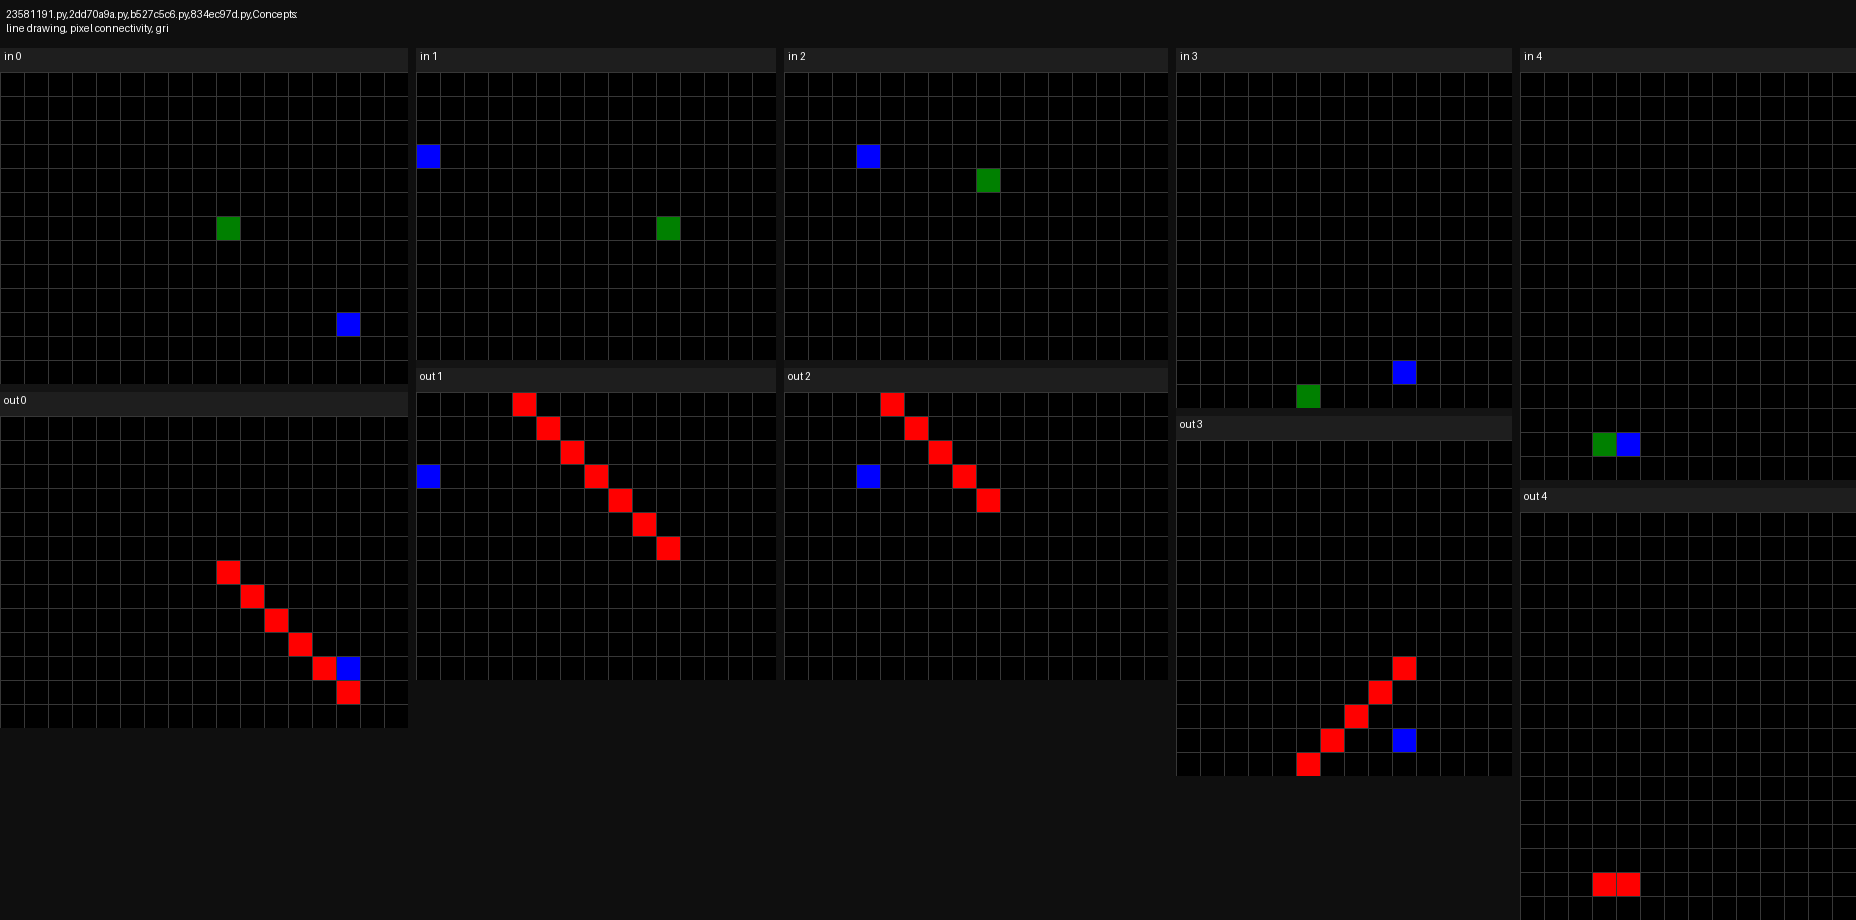 23581191.py,2dd70a9a.py,b527c5c6.py,834ec97d.py,Concepts:
line drawing, pixel connectivity, gri
in 0
in 1
in 2
in 3
in 4
out 1
out 2
out 0
out 3
out 4